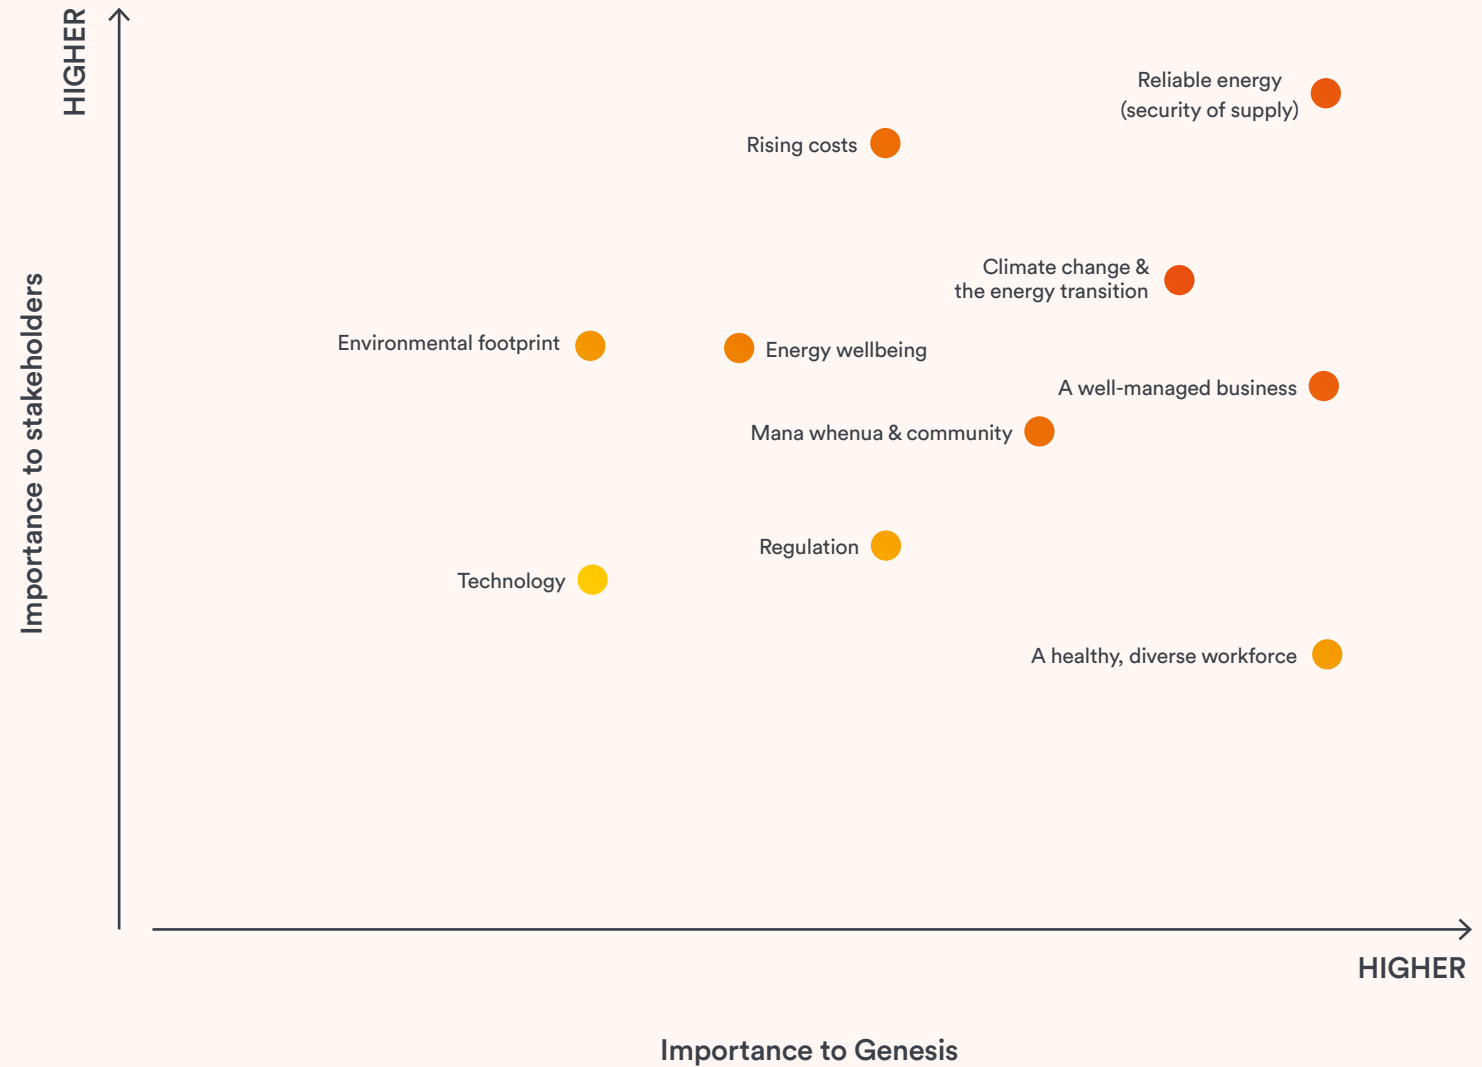 HIGHER
Importance to stakeholders
Reliable energy
(security of supply)
Rising costs
Climate change &
the energy transition
Environmental footprint
Energy wellbeing
A well-managed business
Mana whenua & community
Regulation
Technology
A healthy, diverse workforce
HIGHER
Importance to Genesis